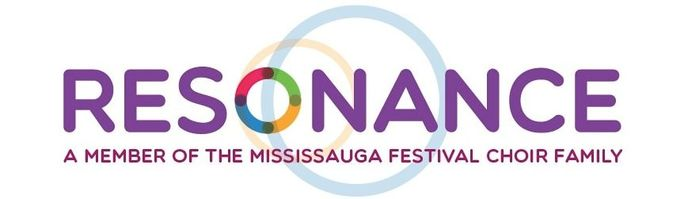 RESONANCE
A MEMBER OF THE MISSISSAUGA FESTIVAL CHOIR FAMILY